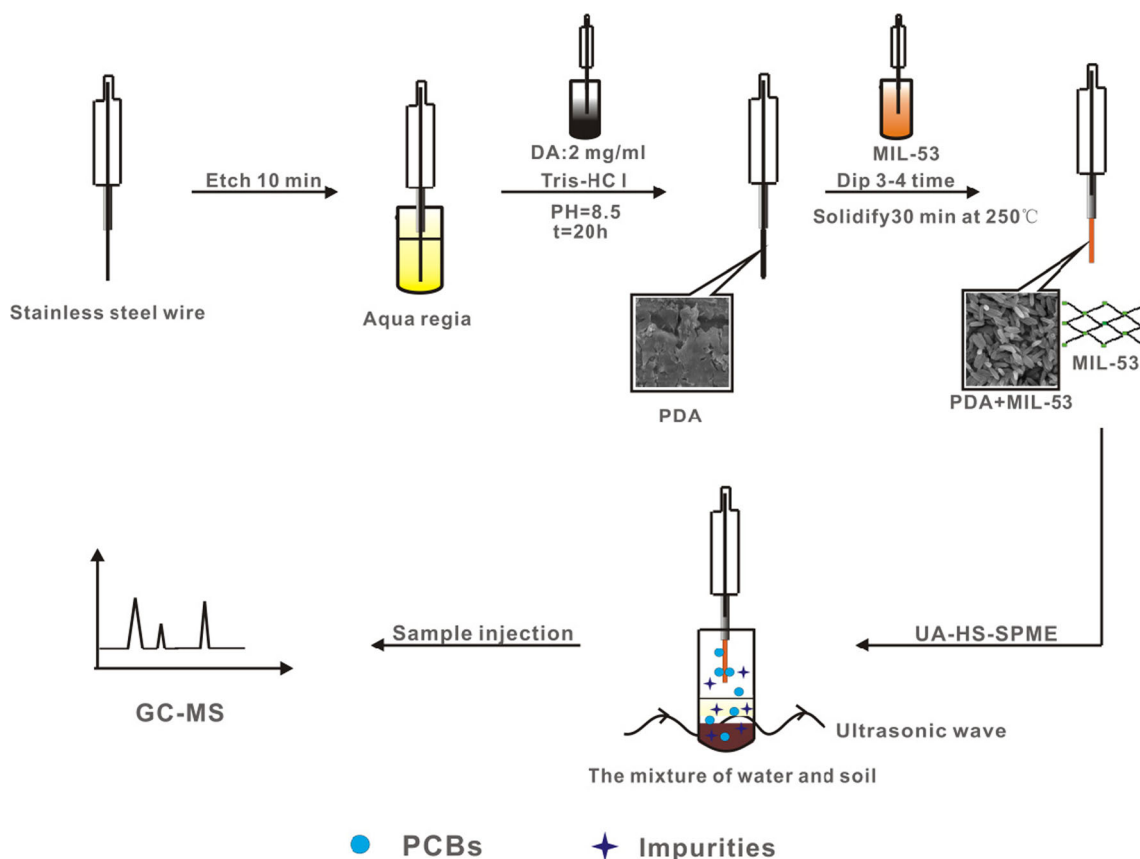 Stainless steel wire
Etch 10 min
Aqua regia
DA:2 mg/ml
Tris-HC l
PH=8.5
t=20h
PDA
MIL-53
Dip 3-4 time
Solidify30 min at 250℃
MIL-53
PDA+MIL-53
UA-HS-SPME
Ultrasonic wave
The mixture of water and soil
Sample injection
GC-MS
PCBs
Impurities